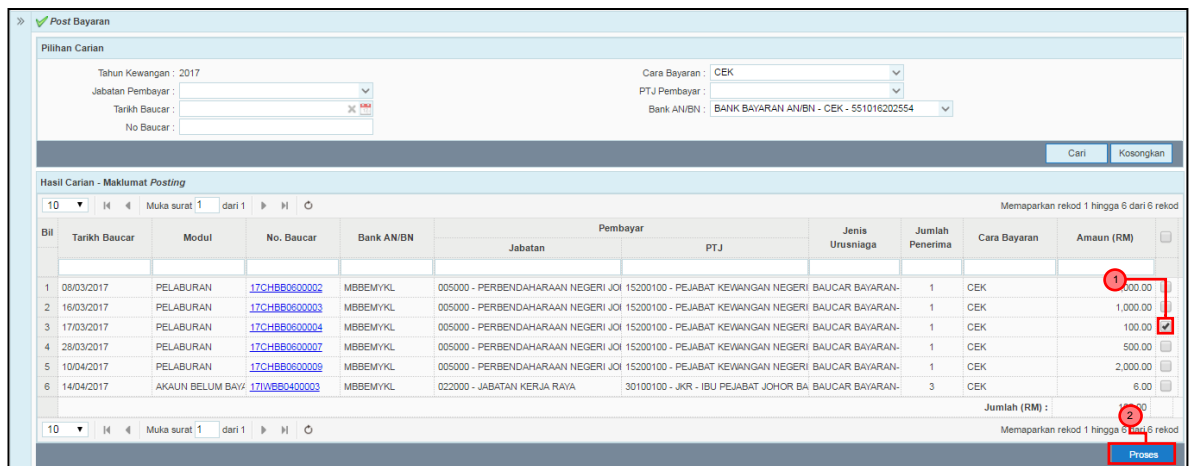 » Post Bayaran
Pilihan Carian
Tahun Kewangan : 2017 Cara Bayaran : CEK
Jabatan Pembayar : PTJ Pembayar :
Tarikh Baucar : Bank AN/BN : BANK BAYARAN AN/BN - CEK - 551016202554
No Baucar :
Cari Kosongkan
Hasil Carian - Maklumat Posting
10 Muka surat 1 dari 1 Memaparkan rekod 1 hingga 6 dari 6 rekod
Bil Tarikh Baucar Modul No. Baucar Bank AN/BN Pembayar Jenis Urusniaga Jumlah Penerima Cara Bayaran Amaun (RM)
Jabatan PTJ
1
1 08/03/2017 PELABURAN 17CHBB0600002 MBBEMYKL 005000 - PERBENDAHARAAN NEGERI JO 15200100 - PEJABAT KEWANGAN NEGERI BAUCAR BAYARAN- 1 CEK 000.00
2 16/03/2017 PELABURAN 17CHBB0600003 MBBEMYKL 005000 - PERBENDAHARAAN NEGERI JO 15200100 - PEJABAT KEWANGAN NEGERI BAUCAR BAYARAN- 1 CEK 1,000.00
3 17/03/2017 PELABURAN 17CHBB0600004 MBBEMYKL 005000 - PERBENDAHARAAN NEGERI JO 15200100 - PEJABAT KEWANGAN NEGERI BAUCAR BAYARAN- 1 CEK 100.00
4 28/03/2017 PELABURAN 17CHBB0600007 MBBEMYKL 005000 - PERBENDAHARAAN NEGERI JO 15200100 - PEJABAT KEWANGAN NEGERI BAUCAR BAYARAN- 1 CEK 500.00
5 10/04/2017 PELABURAN 17CHBB0600009 MBBEMYKL 005000 - PERBENDAHARAAN NEGERI JO 15200100 - PEJABAT KEWANGAN NEGERI BAUCAR BAYARAN- 1 CEK 2,000.00
6 14/04/2017 AKAUN BELUM BAYA 17IWBB0400003 MBBEMYKL 022000 - JABATAN KERJA RAYA 30100100 - JKR - IBU PEJABAT JOHOR BA BAUCAR BAYARAN- 3 CEK 6.00
Jumlah (RM) :
2
10 Muka surat 1 dari 1 Memaparkan rekod 1 hingga 6 dari 6 rekod
Proses